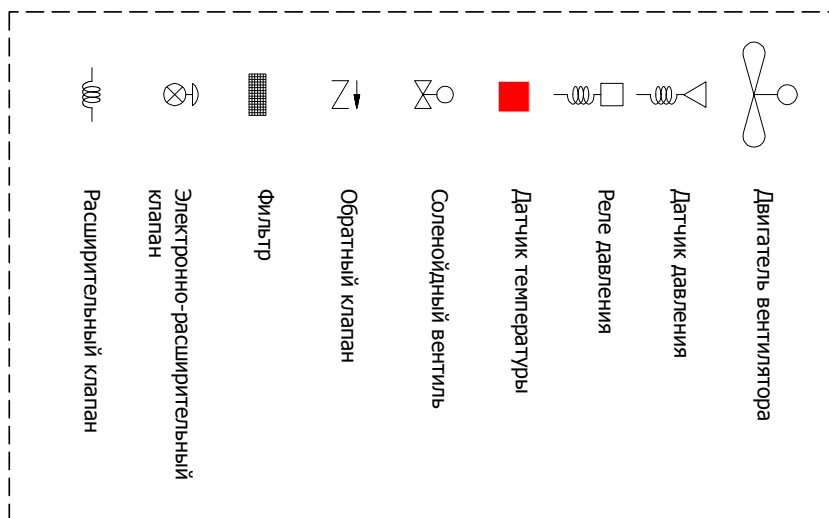 Двигатель вентилятора
Датчик давления
Реле давления
Датчик температуры
Соленойдный вентиль
Обратный клапан
Фильтр
Электронно-расширительный
клапан
Расширительный клапан